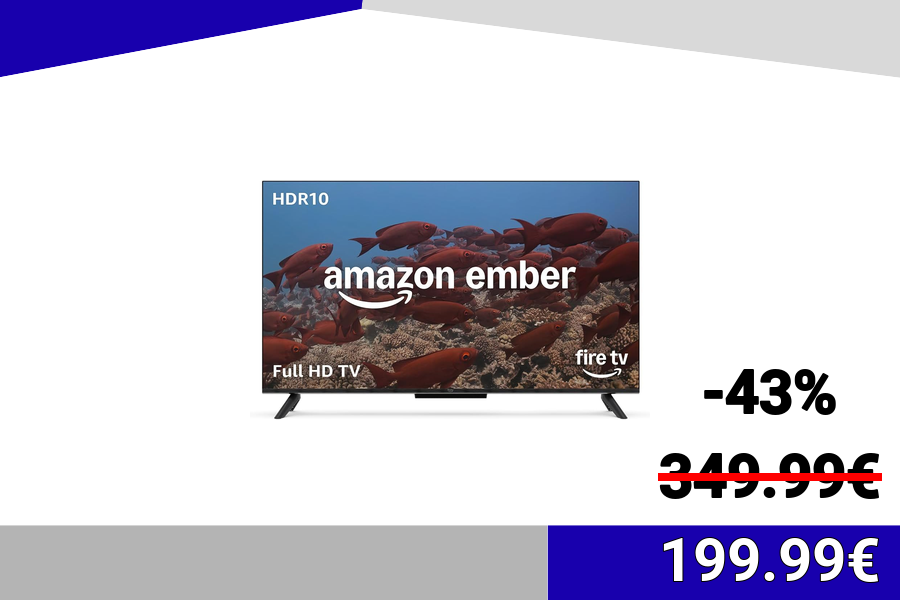 HDR10
amazon ember
fire tv
Full HD TV
-43%
349.99€
199.99€